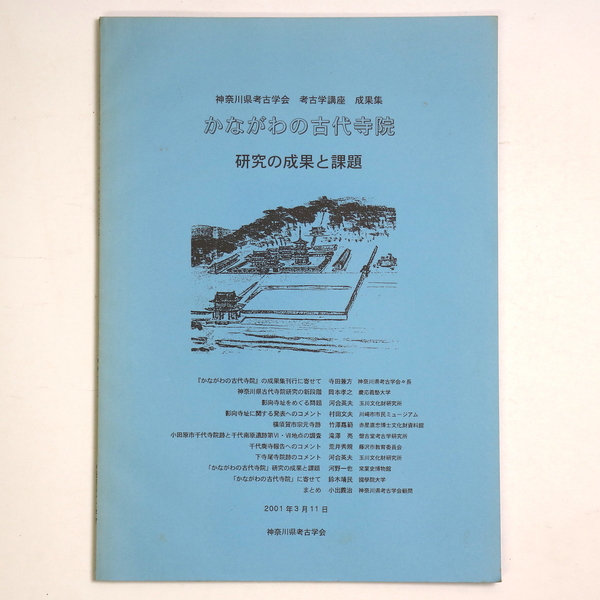 神奈川県考古学会　考古学講座　成果集
かながわの古代寺院
研究の成果と課題
『かながわの古代寺院』の成果集刊行に寄せて　寺田兼方　神奈川県考古学会々長
神奈川県古代寺院研究の新段階　岡本孝之　慶応義塾大学
影向寺址をめぐる問題　河合英夫　玉川文化財研究所
影向寺址に関する発表へのコメント　村田文夫　川崎市市民ミュージアム
横須賀市宗元寺跡　竹澤嘉範　赤星直忠博士文化財資料館
小田原市千代寺院跡と千代南原遺跡第Ⅵ・Ⅶ地点の調査　滝澤亮　盤古堂考古学研究所
千代廃寺報告へのコメント　荒井秀規　藤沢市教育委員会
下寺尾寺院跡のコメント　河合英夫　玉川文化財研究所
「かながわの古代寺院」研究の成果と課題　河野一也　窯業史博物館
「かながわの古代寺院」に寄せて　鈴木靖民　國學院大学
まとめ　小出義治　神奈川県考古学会顧問
2001年3月11日
神奈川県考古学会